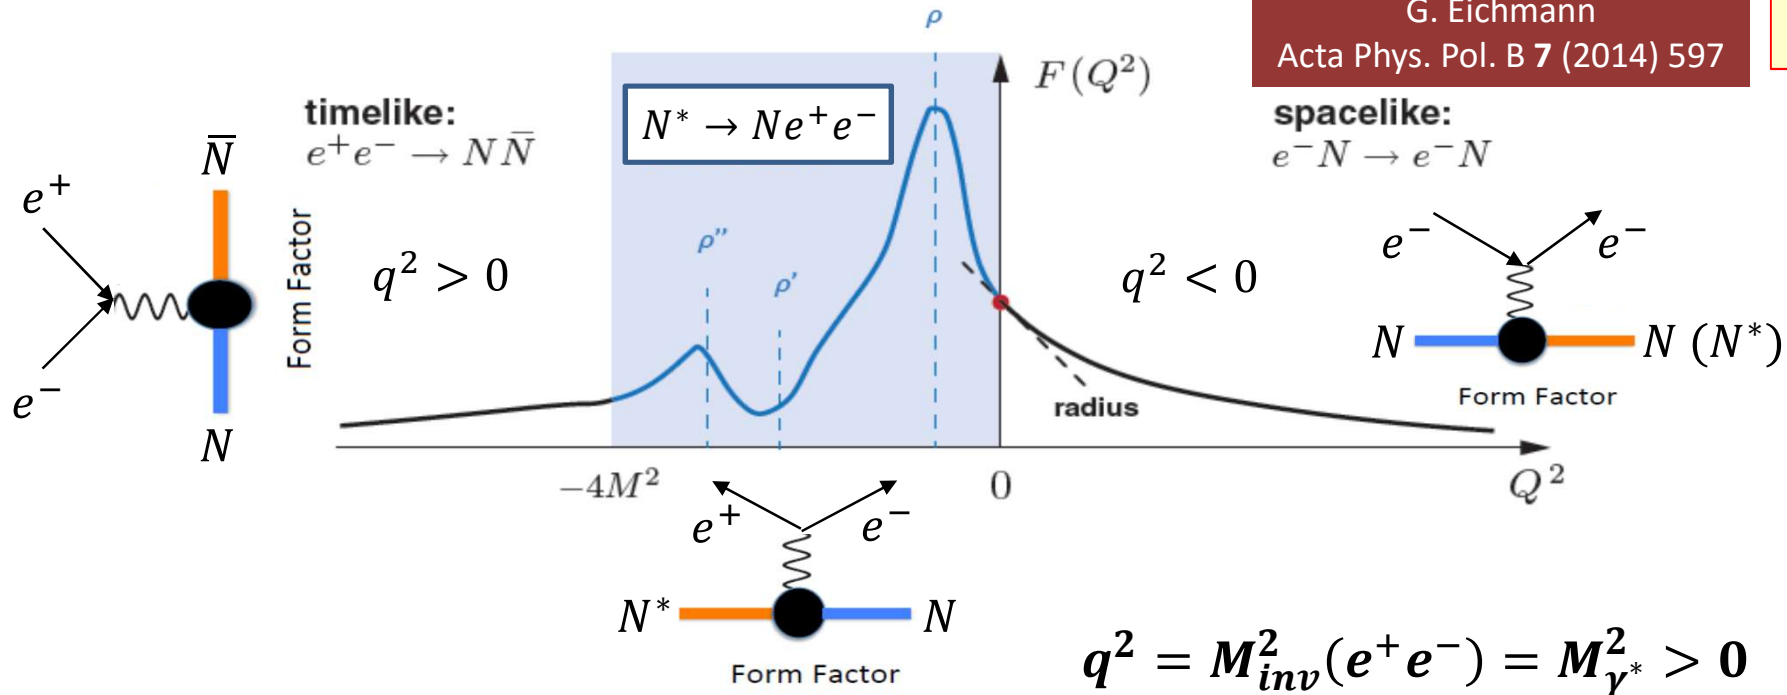 G. Eichmann
Acta Phys. Pol. B 7 (2014) 597
ρ
F(Q²)
timelike:
e⁺e⁻ → NN̅
N* → Ne⁺e⁻
spacelike:
e⁻N → e⁻N
N̅
e⁺
e⁻
N
Form Factor
q² > 0
ρ''
ρ'
q² < 0
radius
e⁻
e⁻
N
N (N*)
Form Factor
−4M²
0
Q²
e⁺
e⁻
N*
N
Form Factor
q² = M²ᵢₙᵥ(e⁺e⁻) = M²_γ* > 0